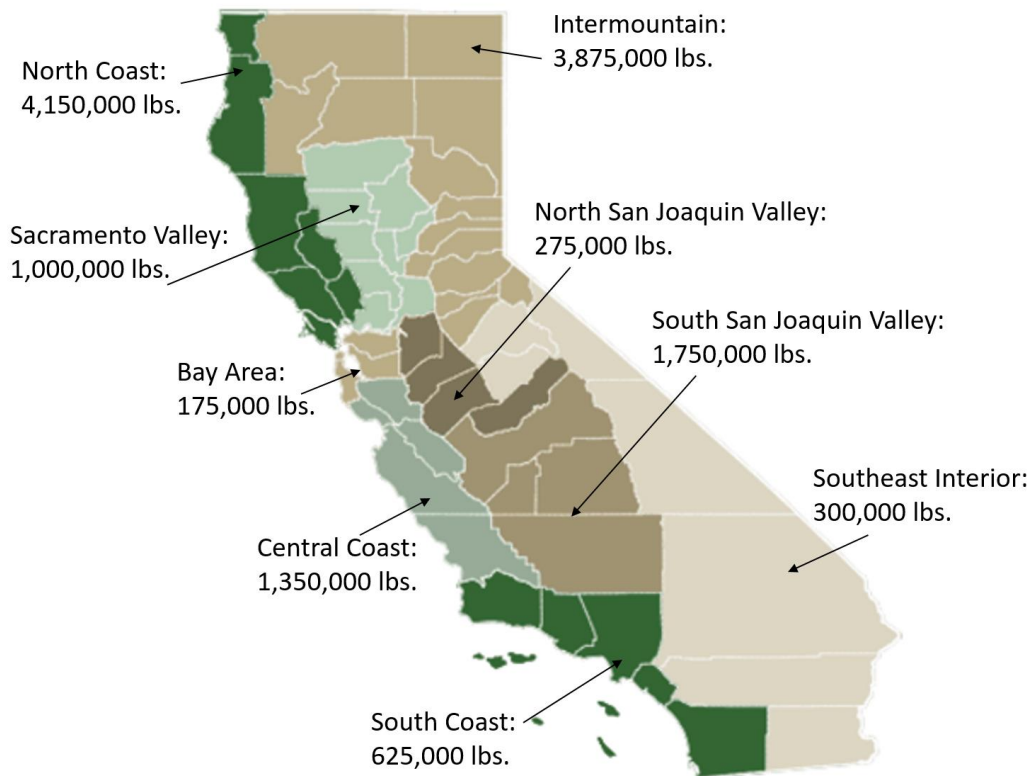 Intermountain:
3,875,000 lbs.
North Coast:
4,150,000 lbs.
North San Joaquin Valley:
275,000 lbs.
Sacramento Valley:
1,000,000 lbs.
South San Joaquin Valley:
1,750,000 lbs.
Bay Area:
175,000 lbs.
Southeast Interior:
300,000 lbs.
Central Coast:
1,350,000 lbs.
South Coast:
625,000 lbs.